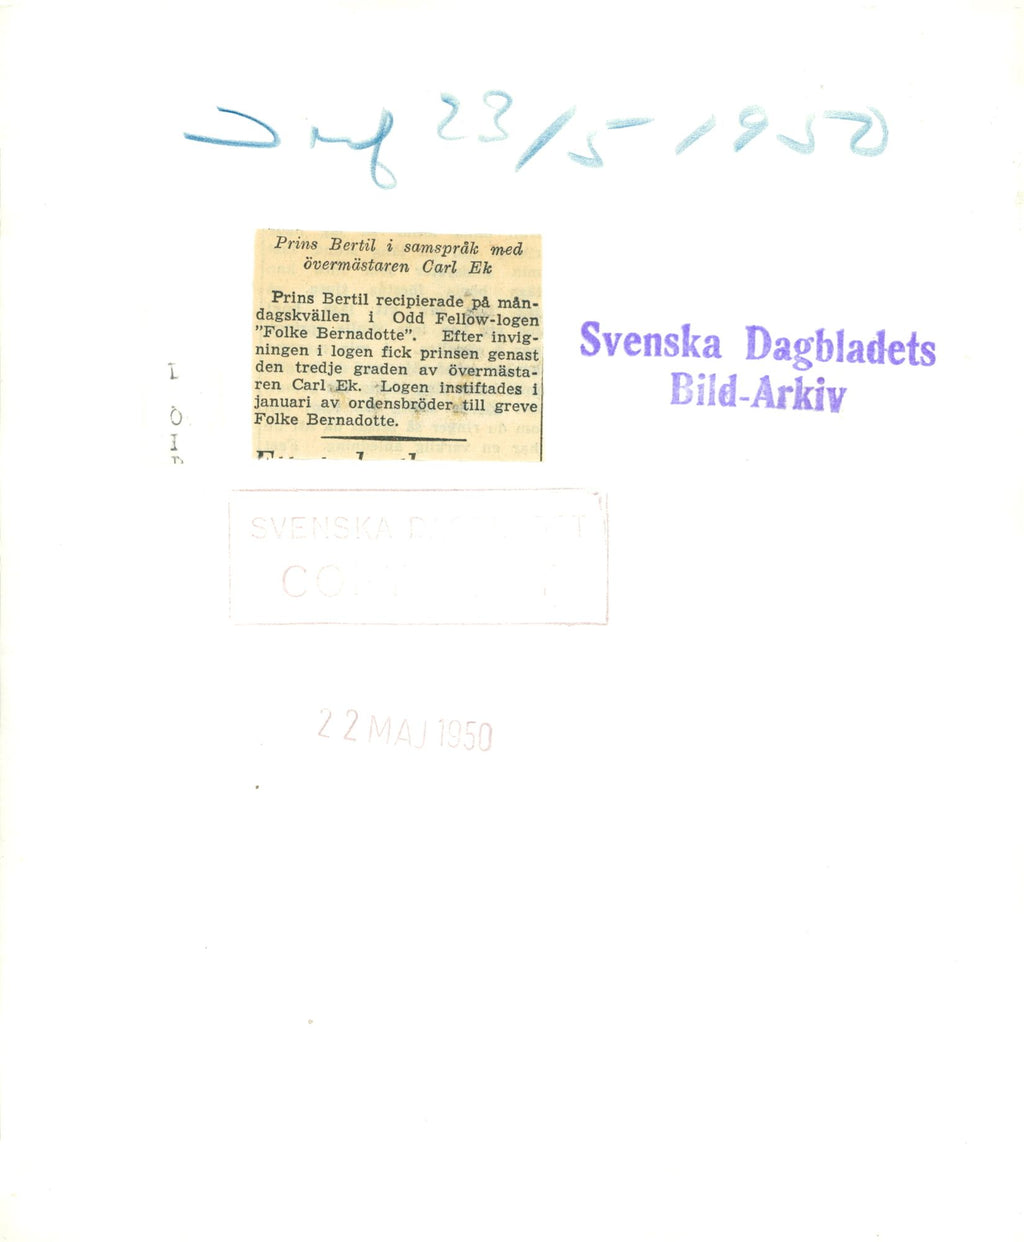 23/5-1950
Prins Bertil i samspråk med
övermästaren Carl Ek
Prins Bertil recipierade på mån-
dagskvällen i Odd Fellow-logen
”Folke Bernadotte”. Efter invig-
ningen i logen fick prinsen genast
den tredje graden av övermästa-
ren Carl Ek. Logen instiftades i
januari av ordensbröder till greve
Folke Bernadotte.
Svenska Dagbladets
Bild-Arkiv
SVENSKA
22 MAJ 1950